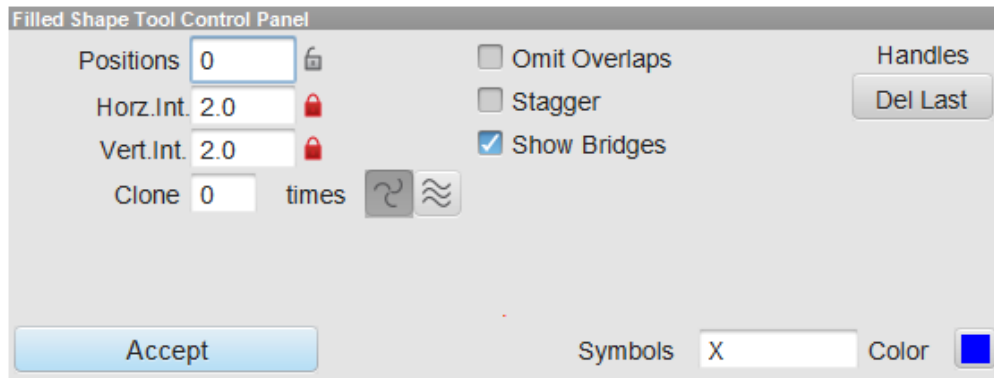 Filled Shape Tool Control Panel
Positions 0
Horz.Int. 2.0
Vert.Int. 2.0
Clone 0 times
Omit Overlaps
Stagger
Show Bridges
Handles
Del Last
Accept
Symbols X
Color